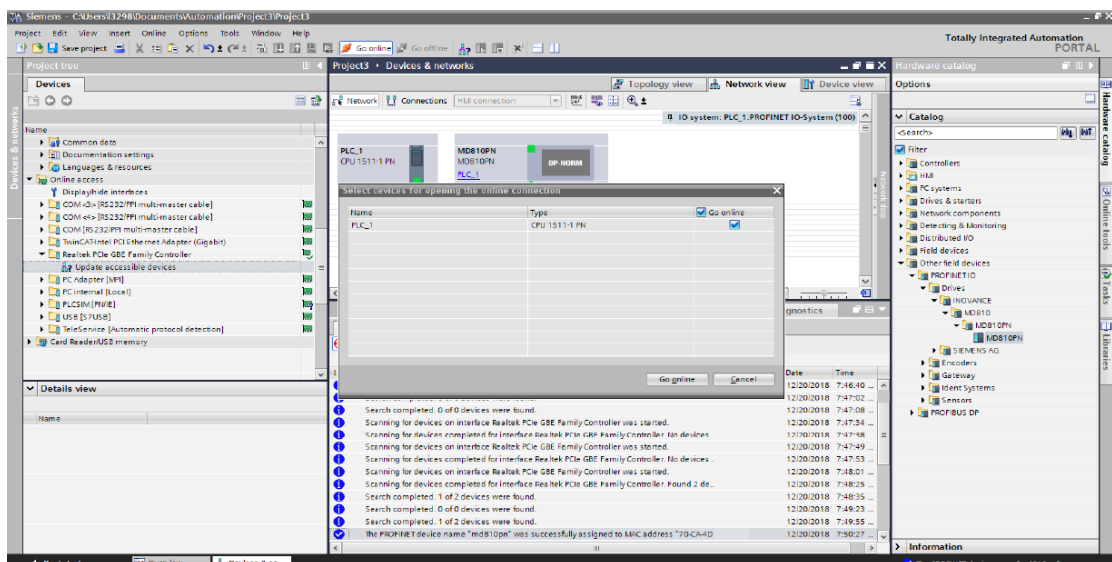 Siemens - C:\Users\13298\Documents\Automation\Project3\Project3
Project Edit View Insert Online Options Tools Window Help
Totally Integrated Automation
PORTAL
Save project
Go online
Go offline
Project tree
Project3 › Devices & networks
Hardware catalog
Devices
Topology view
Network view
Device view
Options
Network
Connections
HMI connection
IO system: PLC_1.PROFINET IO-System (100)
Name
Common data
Documentation settings
Languages & resources
Online access
Display/hide interfaces
COM <3> [RS232/PPI multi-master cable]
COM <4> [RS232/PPI multi-master cable]
COM [RS232/PPI multi-master cable]
TwinCAT-Intel PCI Ethernet Adapter (Gigabit)
Realtek PCIe GBE Family Controller
Update accessible devices
PC Adapter [MPI]
PC internal [Local]
PLCSIM [PN/IE]
USB [S7USB]
TeleService [Automatic protocol detection]
Card Reader/USB memory
Details view
Name
PLC_1
CPU 1511-1 PN
MD810PN
MD810PN
PLC_1
DP-NORM
Select devices for opening the online connection
Name Type Go online
PLC_1 CPU 1511-1 PN
Go online
Cancel
gnostics
Date Time
12/20/2018 7:46:40 ...
12/20/2018 7:47:02 ...
Search completed. 0 of 0 devices were found. 12/20/2018 7:47:08 ...
Scanning for devices on interface Realtek PCIe GBE Family Controller was started. 12/20/2018 7:47:34 ...
Scanning for devices completed for interface Realtek PCIe GBE Family Controller. No devices 12/20/2018 7:47:38 ...
Scanning for devices on interface Realtek PCIe GBE Family Controller was started. 12/20/2018 7:47:49 ...
Scanning for devices completed for interface Realtek PCIe GBE Family Controller. No devices . 12/20/2018 7:47:53 ...
Scanning for devices on interface Realtek PCIe GBE Family Controller was started. 12/20/2018 7:48:01 ...
Scanning for devices completed for interface Realtek PCIe GBE Family Controller. Found 2 de.. 12/20/2018 7:48:25 ...
Search completed. 1 of 2 devices were found. 12/20/2018 7:48:35 ...
Search completed. 0 of 0 devices were found. 12/20/2018 7:49:23 ...
Search completed. 1 of 2 devices were found. 12/20/2018 7:49:55 ...
The PROFINET device name "md810pn" was successfully assigned to MAC address "70-CA-4D 12/20/2018 7:50:27 ...
Catalog
<Search>
Filter
Controllers
HMI
PC systems
Drives & starters
Network components
Detecting & Monitoring
Distributed I/O
Field devices
Other field devices
PROFINET IO
Drives
INOVANCE
MD810
MD810PN
MD810PN
SIEMENS AG
Encoders
Gateway
Ident Systems
Sensors
PROFIBUS DP
Information
Devices & networks
Network data
Hardware catalog
Online tools
Tasks
Libraries